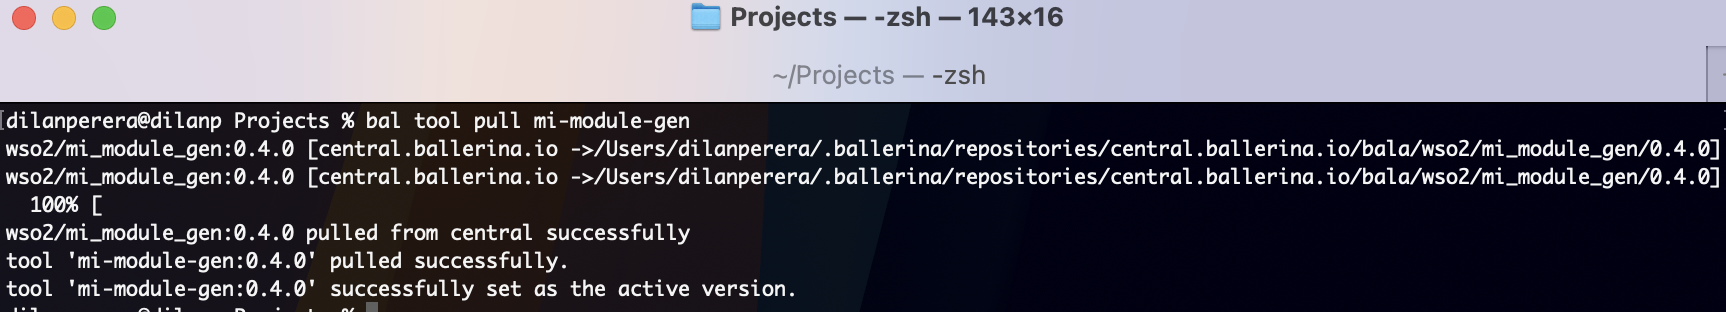 Projects — -zsh — 143×16
~/Projects — -zsh
[dilanperera@dilanp Projects % bal tool pull mi-module-gen
wso2/mi_module_gen:0.4.0 [central.ballerina.io ->/Users/dilanperera/.ballerina/repositories/central.ballerina.io/bala/wso2/mi_module_gen/0.4.0]
wso2/mi_module_gen:0.4.0 [central.ballerina.io ->/Users/dilanperera/.ballerina/repositories/central.ballerina.io/bala/wso2/mi_module_gen/0.4.0]
100% [
wso2/mi_module_gen:0.4.0 pulled from central successfully
tool 'mi-module-gen:0.4.0' pulled successfully.
tool 'mi-module-gen:0.4.0' successfully set as the active version.
dilanperera@dilanp Projects %